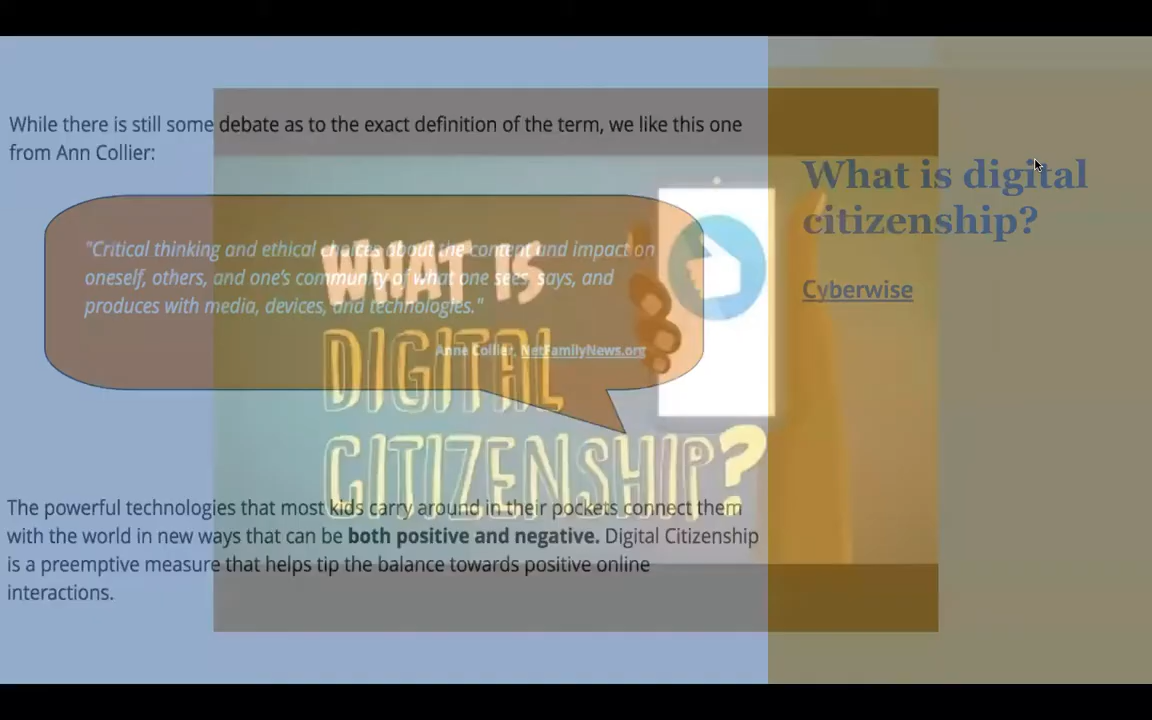 While there is still some debate as to the exact definition of the term, we like this one
from Ann Collier:
"Critical thinking and ethical choices about the content and impact on
oneself, others, and one's community of what one sees, says, and
produces with media, devices, and technologies."
Anne Collier, NetFamilyNews.org
WHAT IS
DIGITAL
CITIZENSHIP?
The powerful technologies that most kids carry around in their pockets connect them
with the world in new ways that can be both positive and negative. Digital Citizenship
is a preemptive measure that helps tip the balance towards positive online
interactions.
What is digital
citizenship?
Cyberwise